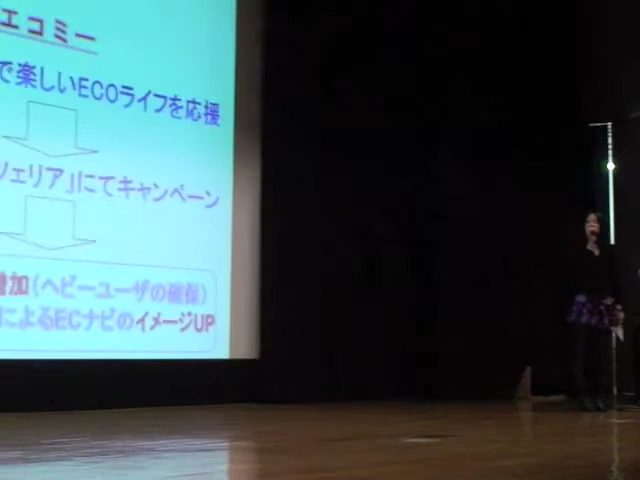 エコミー
で楽しいECOライフを応援
ツェリア」にてキャンペーン
増加(ヘビーユーザの確保)
によるECナビのイメージUP